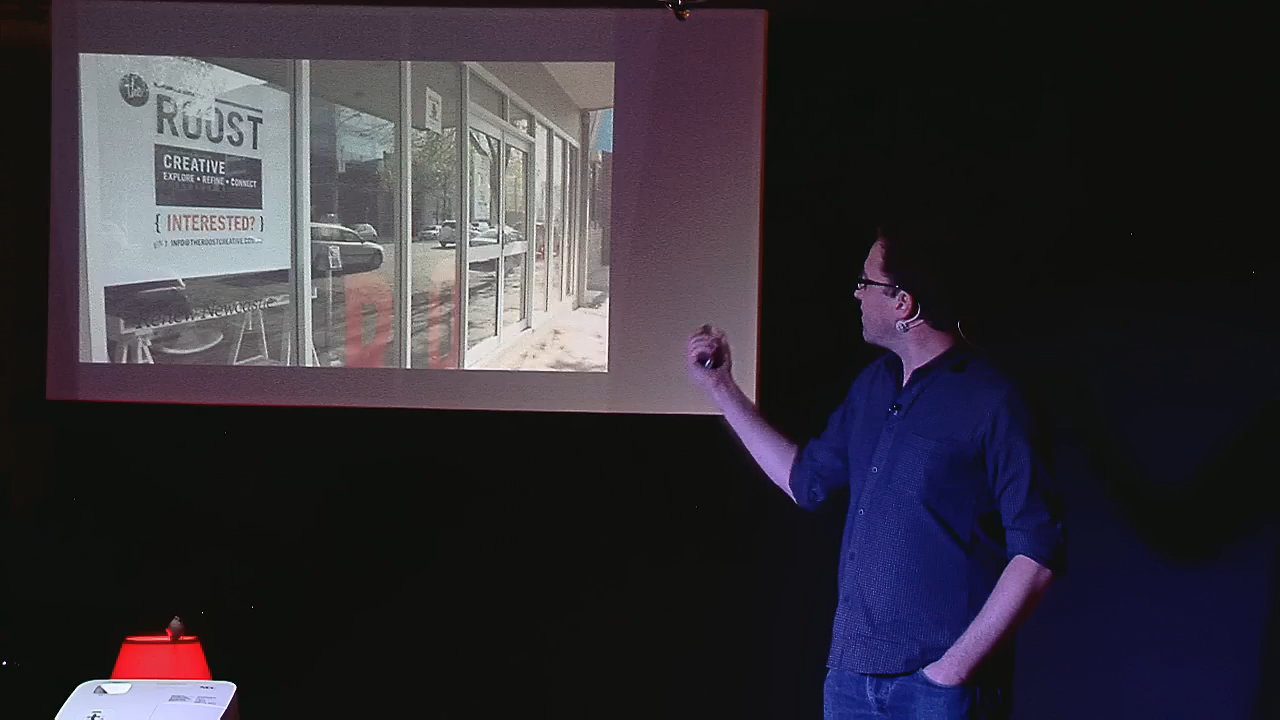 the
ROOST
CREATIVE
EXPLORE • REFINE • CONNECT
{ INTERESTED? }
INFO@THEROOSTCREATIVE.COM
Renew Newcastle